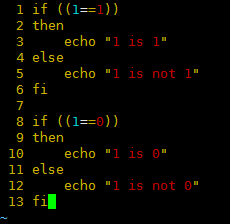 1 if ((1==1))
2 then
3     echo "1 is 1"
4 else
5     echo "1 is not 1"
6 fi
7
8 if ((1==0))
9 then
10     echo "1 is 0"
11 else
12     echo "1 is not 0"
13 fi
~